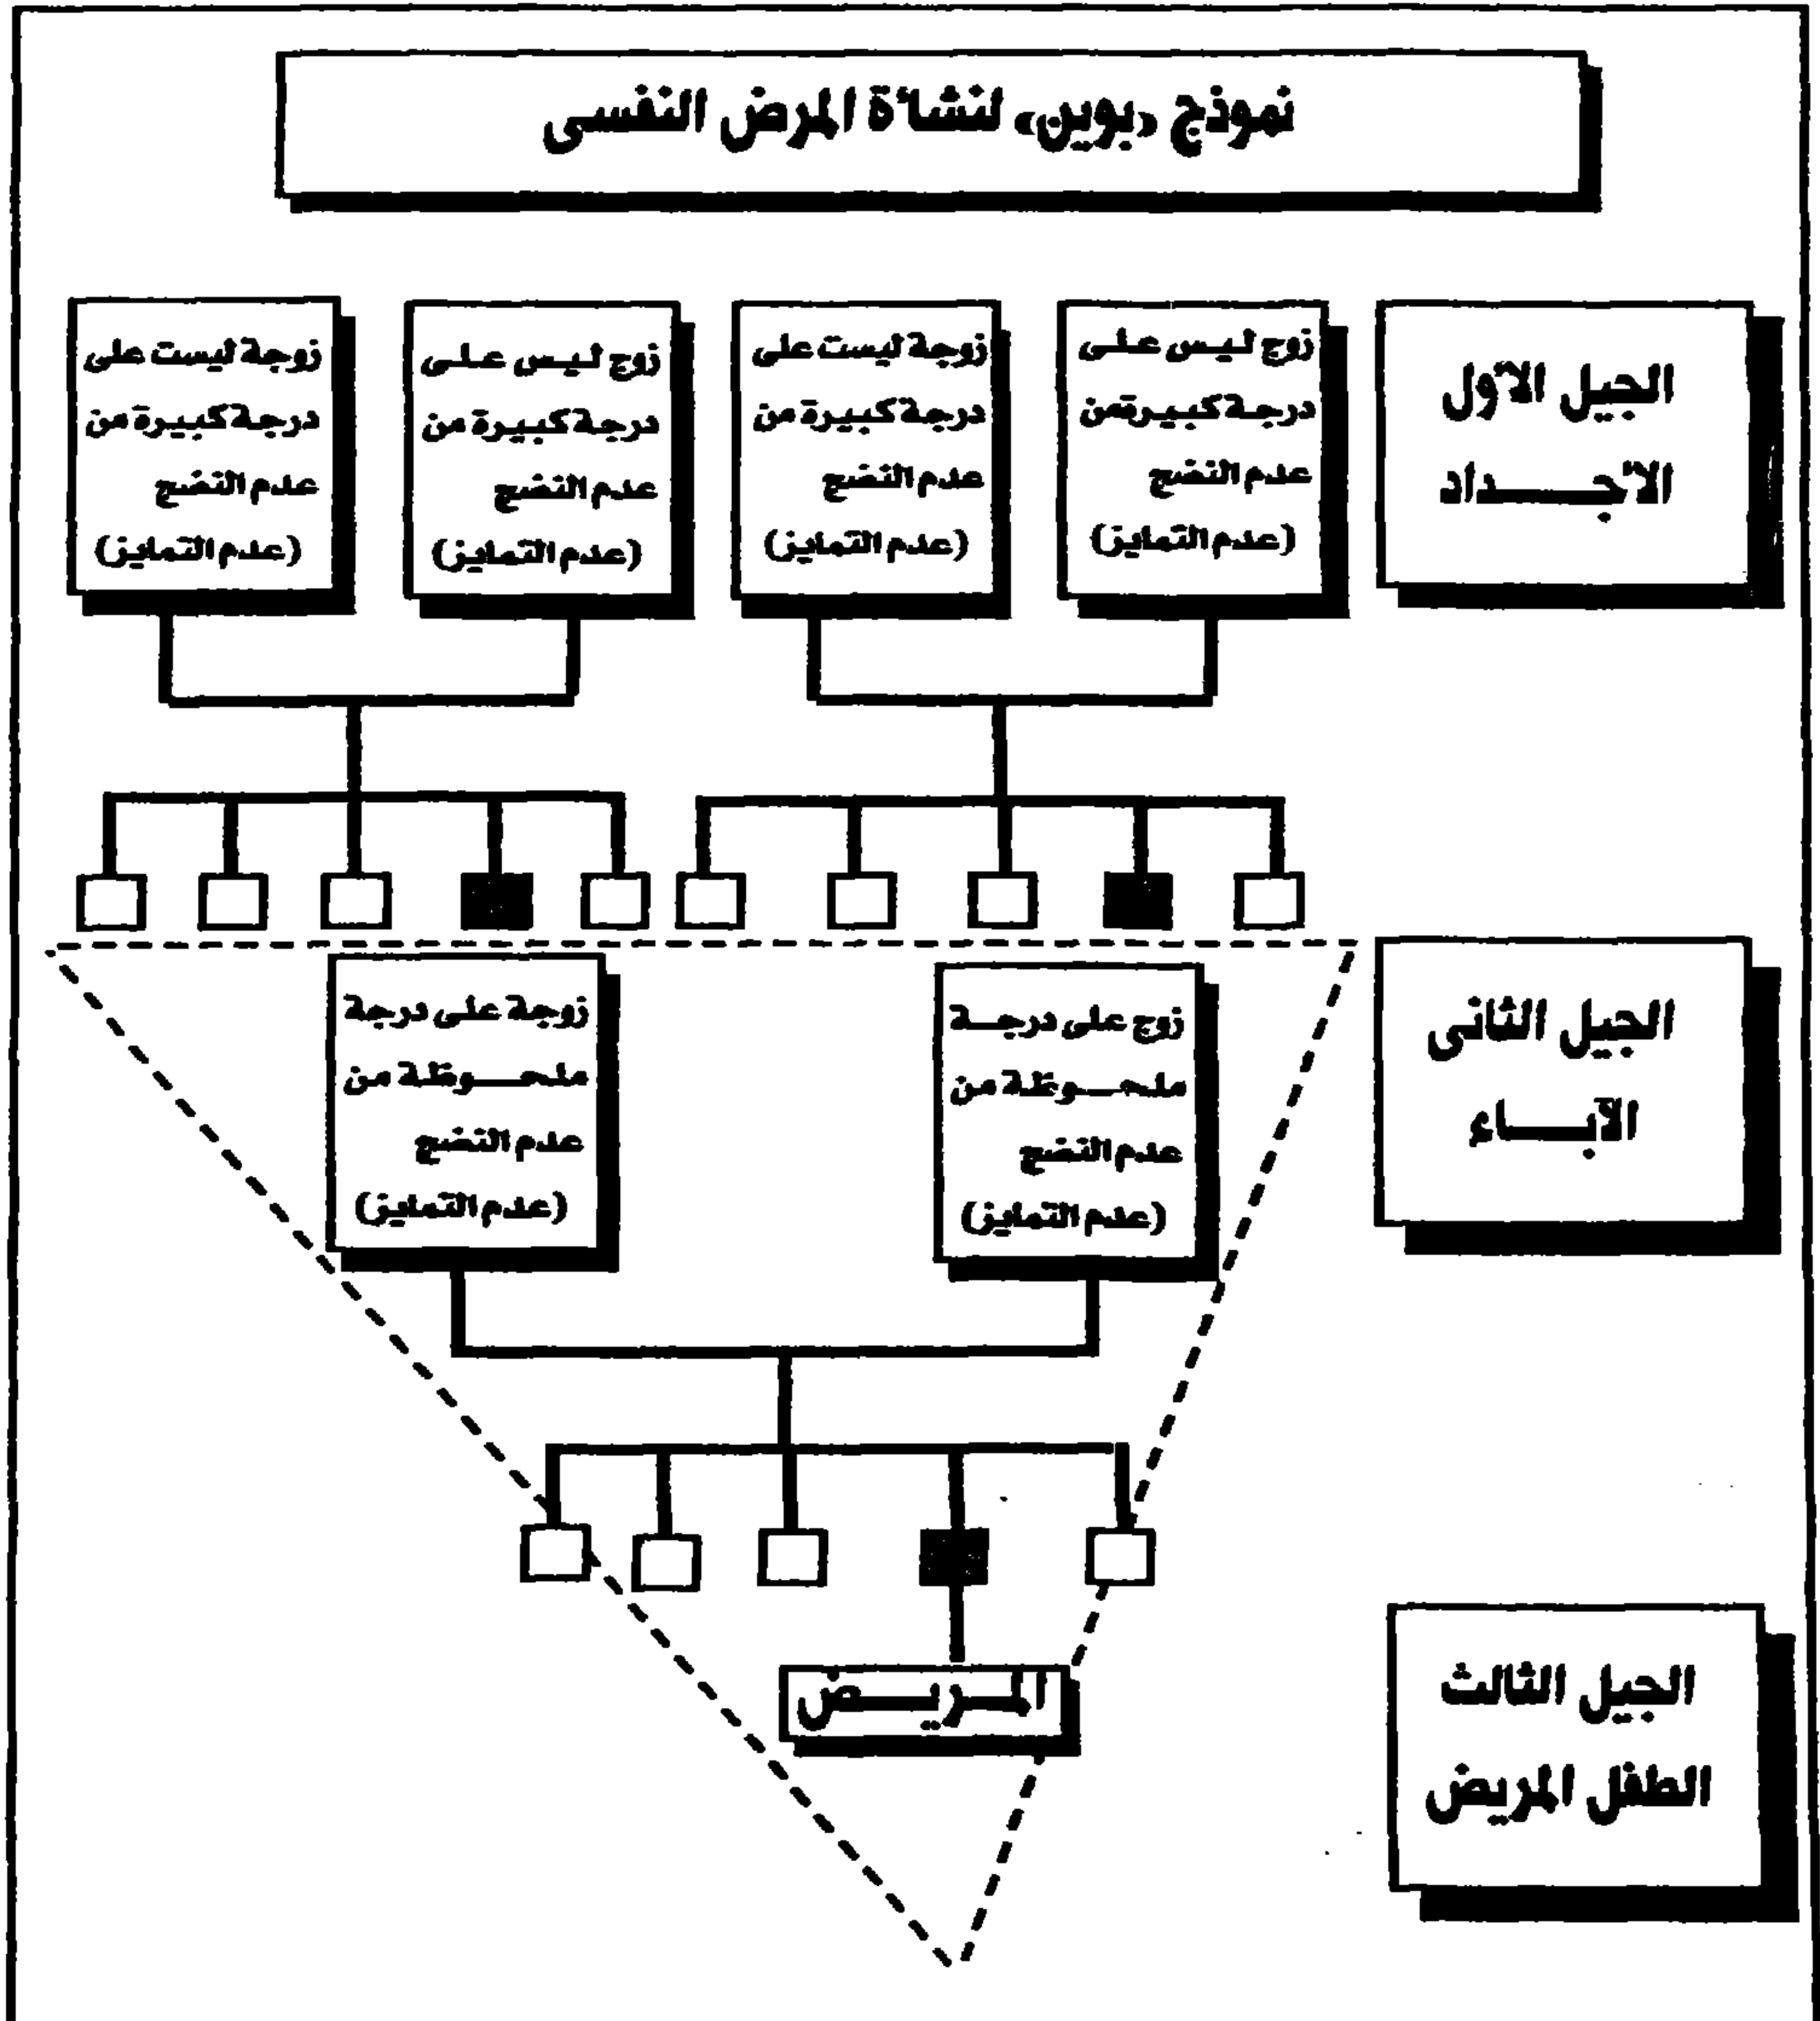 نموذج «بوين» لنشأة المرض النفسى
الجيل الأول
الأجـــداد
زوج ليس على
درجة كبيرة من
عدم النضج
(عدم التمايز)
زوجة ليست على
درجة كبيرة من
عدم النضج
(عدم التمايز)
زوج ليس على
درجة كبيرة من
عدم النضج
(عدم التمايز)
زوجة ليست على
درجة كبيرة من
عدم النضج
(عدم التمايز)
الجيل الثانى
الآبـــاء
زوج على درجــة
ملحــوظة من
عدم النضج
(عدم التمايز)
زوجة على درجة
ملحــوظة من
عدم النضج
(عدم التمايز)
المــريــض
الجيل الثالث
الطفل المريض